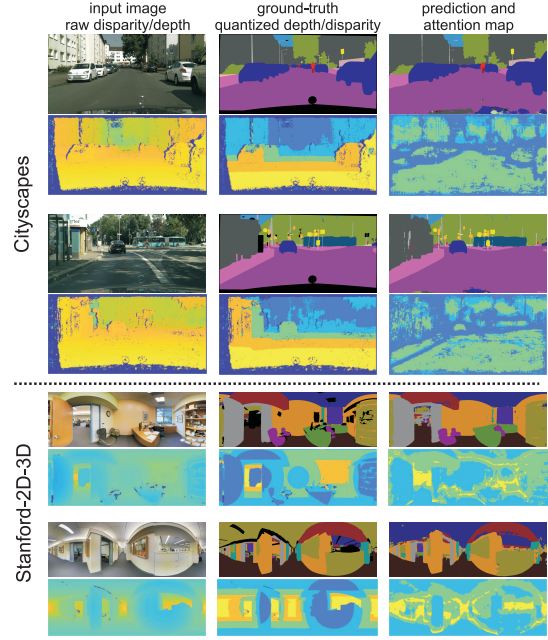 input image
raw disparity/depth
ground-truth
quantized depth/disparity
prediction and
attention map
Cityscapes
Stanford-2D-3D